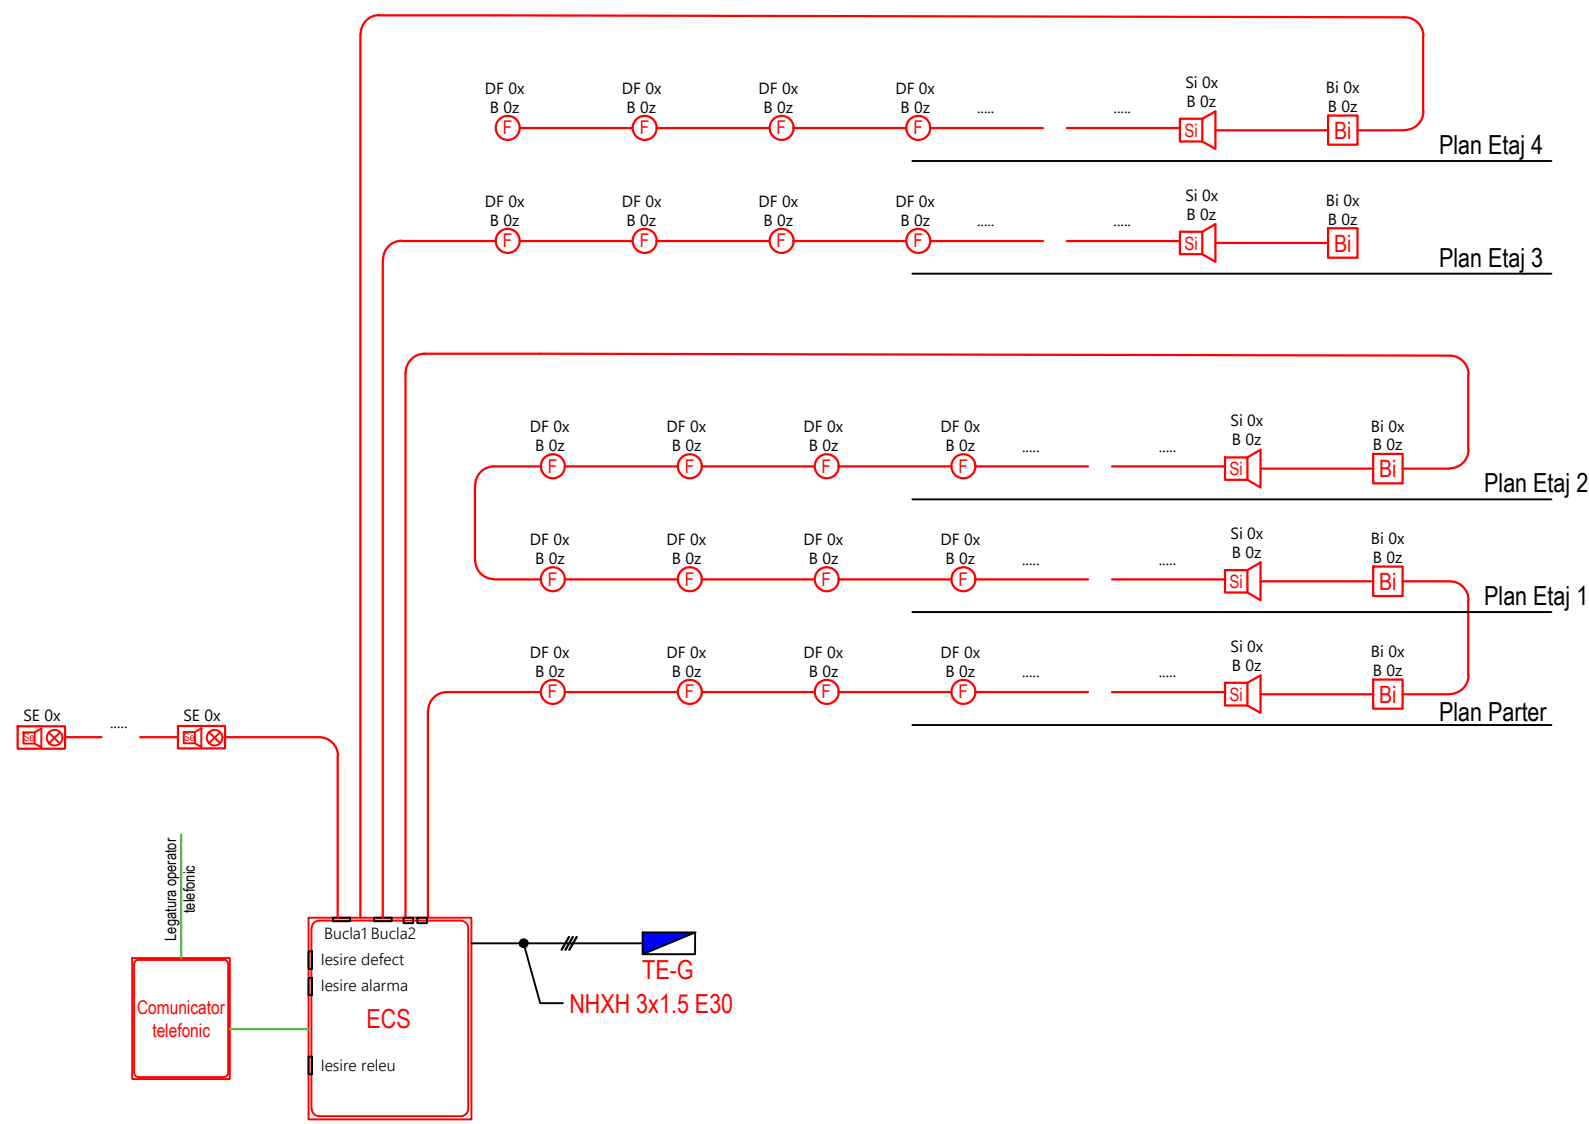 DF 0x DF 0x DF 0x DF 0x Si 0x Bi 0x
B 0z B 0z B 0z B 0z ..... ..... B 0z B 0z
F F F F Si Bi
Plan Etaj 4
DF 0x DF 0x DF 0x DF 0x Si 0x Bi 0x
B 0z B 0z B 0z B 0z ..... ..... B 0z B 0z
F F F F Si Bi
Plan Etaj 3
DF 0x DF 0x DF 0x DF 0x Si 0x Bi 0x
B 0z B 0z B 0z B 0z ..... ..... B 0z B 0z
F F F F Si Bi
Plan Etaj 2
DF 0x DF 0x DF 0x DF 0x Si 0x Bi 0x
B 0z B 0z B 0z B 0z ..... ..... B 0z B 0z
F F F F Si Bi
Plan Etaj 1
DF 0x DF 0x DF 0x DF 0x Si 0x Bi 0x
B 0z B 0z B 0z B 0z ..... ..... B 0z B 0z
F F F F Si Bi
Plan Parter
SE 0x ..... SE 0x
Se Se
Legatura operator
telefonic
Comunicator
telefonic
Bucla1 Bucla2
Iesire defect
Iesire alarma
ECS
Iesire releu
TE-G
NHXH 3x1.5 E30